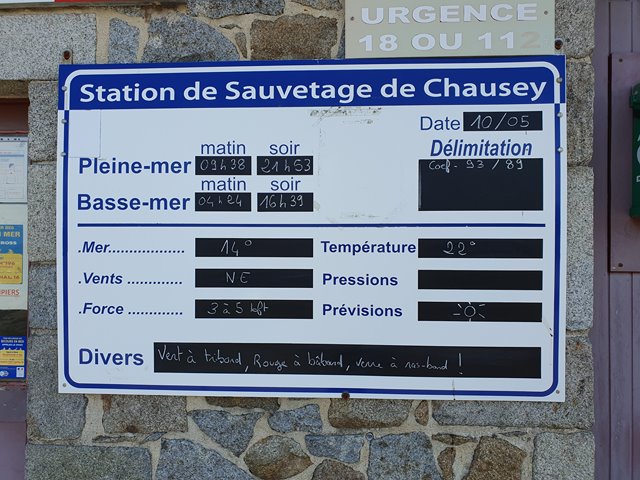 URGENCE
18 OU 112
Station de Sauvetage de Chausey
Date 10/05
matin soir
Pleine-mer 09h38 21h53
matin soir
Basse-mer 04h24 16h39
Délimitation
Coef - 93 / 89
.Mer................. 14°
Température 22°
.Vents ............. NE
Pressions
.Force ............. 3 à 5 bft
Prévisions
Divers Vert à tribord, Rouge à bâbord, verre à ras-bord !